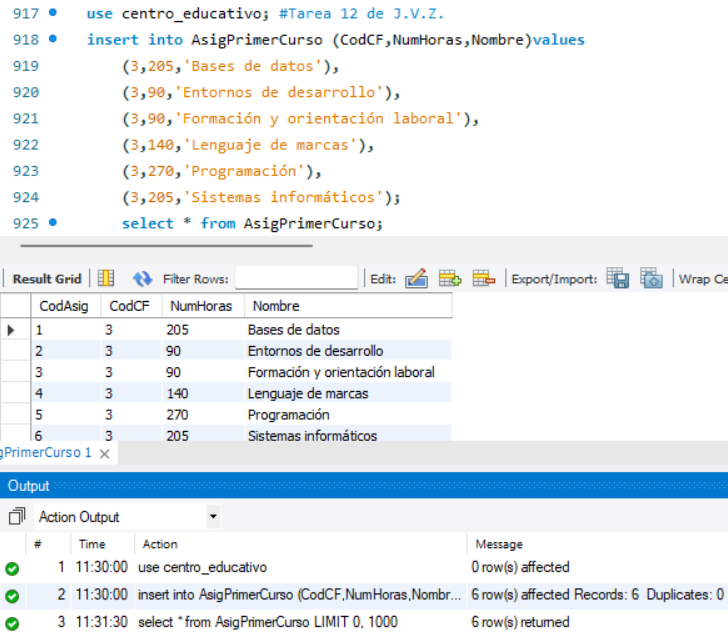 917 use centro_educativo; #Tarea 12 de J.V.Z.
918 insert into AsigPrimerCurso (CodCF,NumHoras,Nombre)values
919 (3,205,'Bases de datos'),
920 (3,90,'Entornos de desarrollo'),
921 (3,90,'Formación y orientación laboral'),
922 (3,140,'Lenguaje de marcas'),
923 (3,270,'Programación'),
924 (3,205,'Sistemas informáticos');
925 select * from AsigPrimerCurso;
Result Grid Filter Rows: Edit: Export/Import: Wrap Ce
CodAsig CodCF NumHoras Nombre
1 3 205 Bases de datos
2 3 90 Entornos de desarrollo
3 3 90 Formación y orientación laboral
4 3 140 Lenguaje de marcas
5 3 270 Programación
6 3 205 Sistemas informáticos
gPrimerCurso 1
Output
Action Output
# Time Action Message
1 11:30:00 use centro_educativo 0 row(s) affected
2 11:30:00 insert into AsigPrimerCurso (CodCF,NumHoras,Nombr... 6 row(s) affected Records: 6 Duplicates: 0
3 11:31:30 select * from AsigPrimerCurso LIMIT 0, 1000 6 row(s) returned